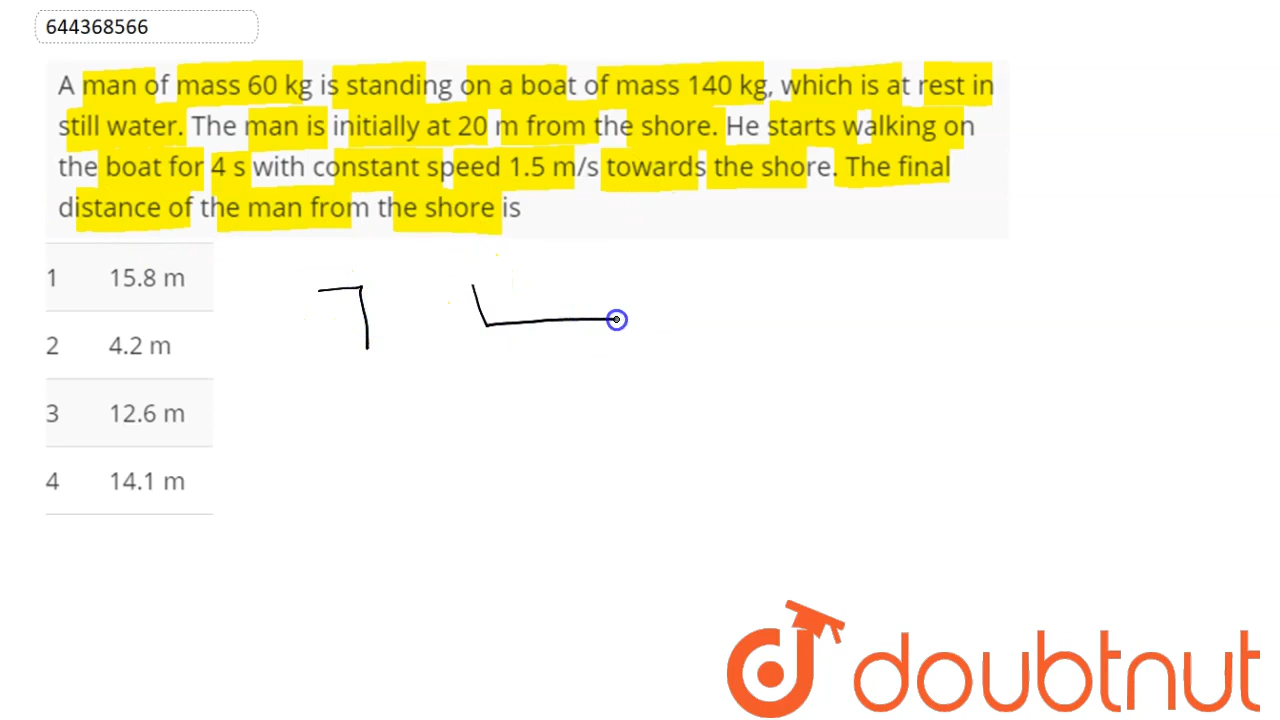 644368566
A man of mass 60 kg is standing on a boat of mass 140 kg, which is at rest in
still water. The man is initially at 20 m from the shore. He starts walking on
the boat for 4 s with constant speed 1.5 m/s towards the shore. The final
distance of the man from the shore is
1 15.8 m
2 4.2 m
3 12.6 m
4 14.1 m
doubtnut